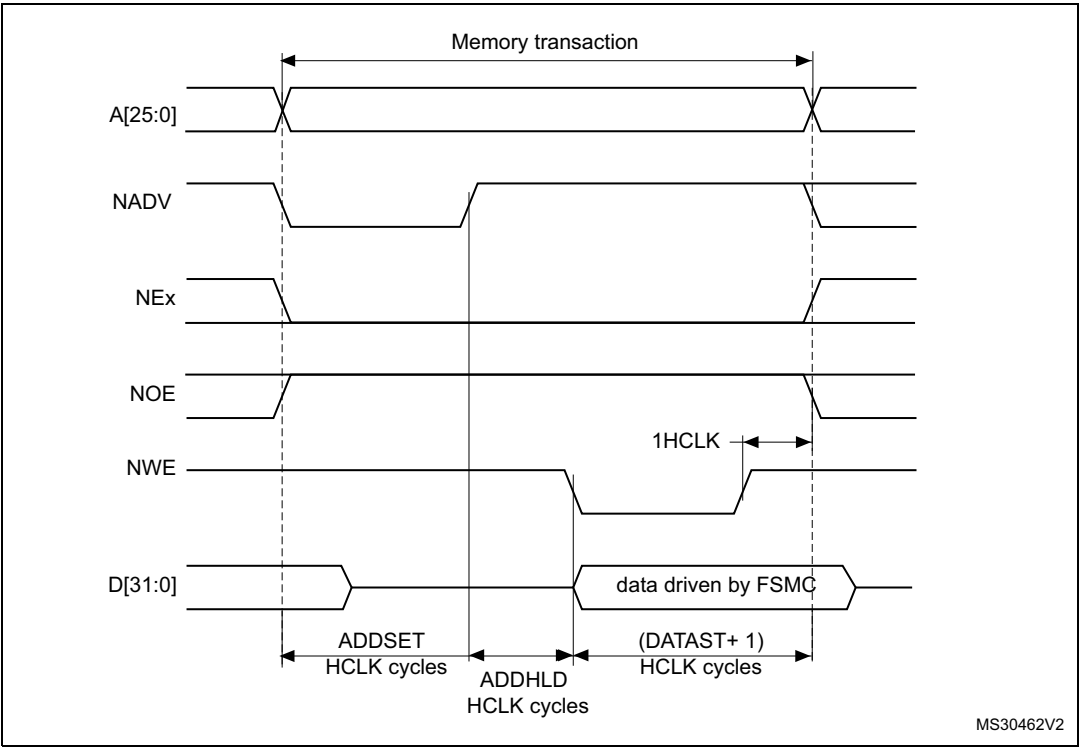 Memory transaction
A[25:0]
NADV
NEx
NOE
1HCLK
NWE
D[31:0]
data driven by FSMC
ADDSET
HCLK cycles
ADDHLD
HCLK cycles
(DATAST+ 1)
HCLK cycles
MS30462V2